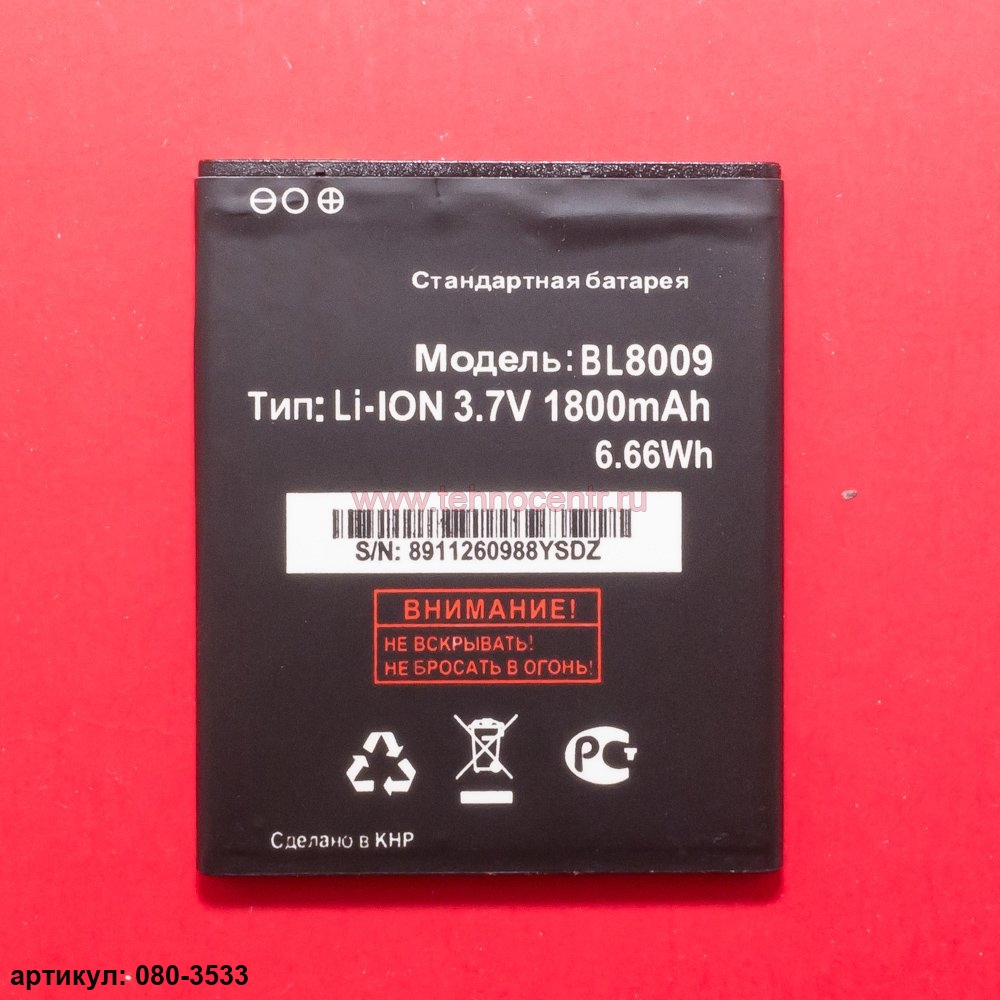 Стандартная батарея
Модель: BL8009
Тип: Li-ION 3.7V 1800mAh
6.66Wh
www.tehnocentr.ru
S/N: 8911260988YSDZ
ВНИМАНИЕ!
НЕ ВСКРЫВАТЬ!
НЕ БРОСАТЬ В ОГОНЬ!
РСТ
Сделано в КНР
артикул: 080-3533